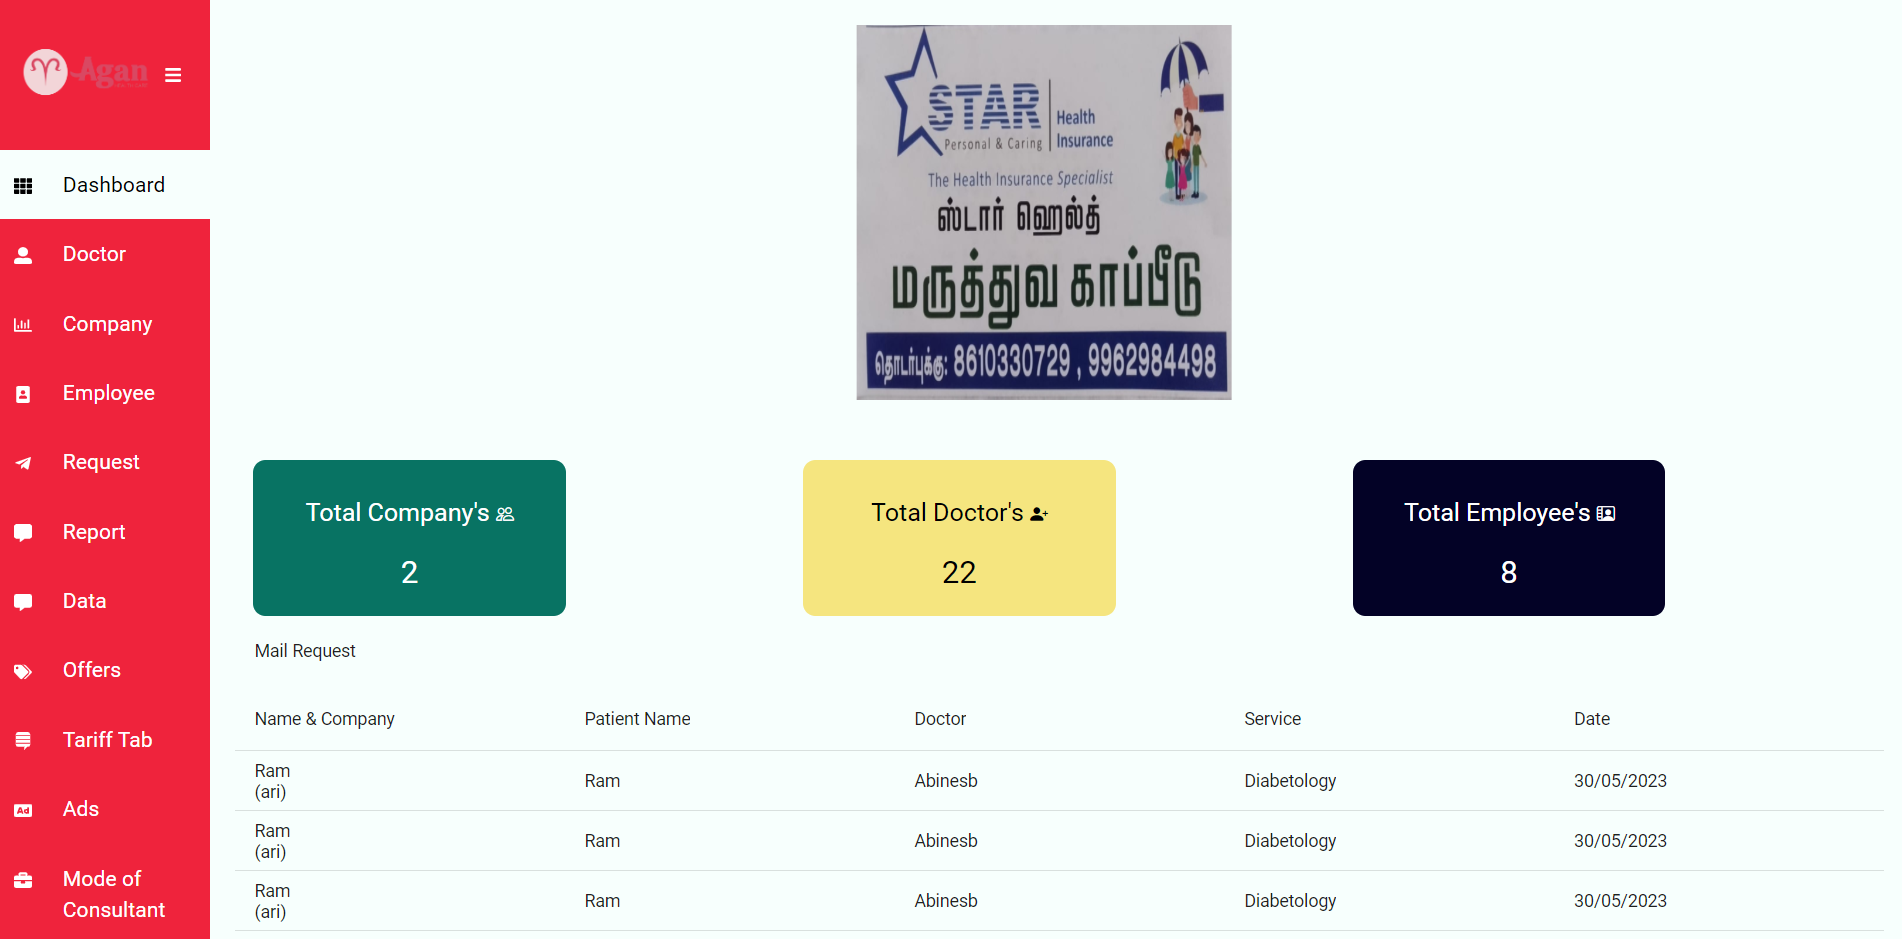 Agan
Dashboard
Doctor
Company
Employee
Request
Report
Data
Offers
Tariff Tab
Ads
Mode of
Consultant
STAR
Health
Insurance
Personal & Caring
The Health Insurance Specialist
ஸ்டார் ஹெல்த்
மருத்துவ காப்பீடு
தொடர்புக்கு: 8610330729 , 9962984498
Total Company's
2
Total Doctor's
22
Total Employee's
8
Mail Request
Name & Company Patient Name Doctor Service Date
Ram
(ari) Ram Abinesb Diabetology 30/05/2023
Ram
(ari) Ram Abinesb Diabetology 30/05/2023
Ram
(ari) Ram Abinesb Diabetology 30/05/2023